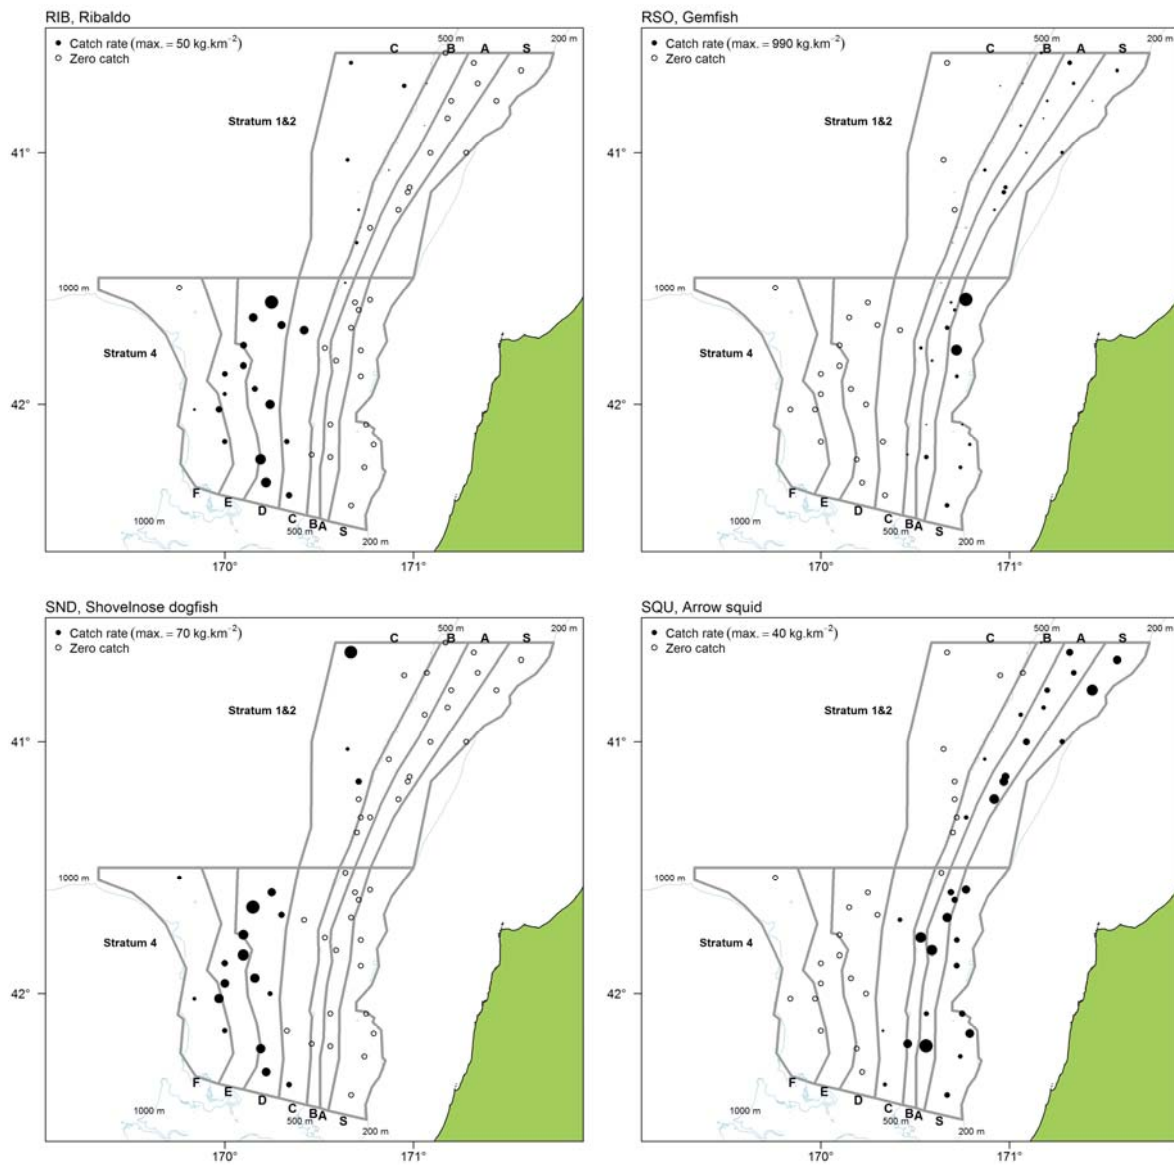 RIB, Ribaldo
Catch rate (max. = 50 kg.km⁻²)
Zero catch
500 m
200 m
C B A S
Stratum 1&2
41°
1000 m
Stratum 4
42°
F E D C B A S
1000 m
500 m
200 m
170° 171°
RSO, Gemfish
Catch rate (max. = 990 kg.km⁻²)
Zero catch
500 m
200 m
C B A S
Stratum 1&2
41°
1000 m
Stratum 4
42°
F E D C B A S
1000 m
500 m
200 m
170° 171°
SND, Shovelnose dogfish
Catch rate (max. = 70 kg.km⁻²)
Zero catch
500 m
200 m
C B A S
Stratum 1&2
41°
1000 m
Stratum 4
42°
F E D C B A S
1000 m
500 m
200 m
170° 171°
SQU, Arrow squid
Catch rate (max. = 40 kg.km⁻²)
Zero catch
500 m
200 m
C B A S
Stratum 1&2
41°
1000 m
Stratum 4
42°
F E D C B A S
1000 m
500 m
200 m
170° 171°